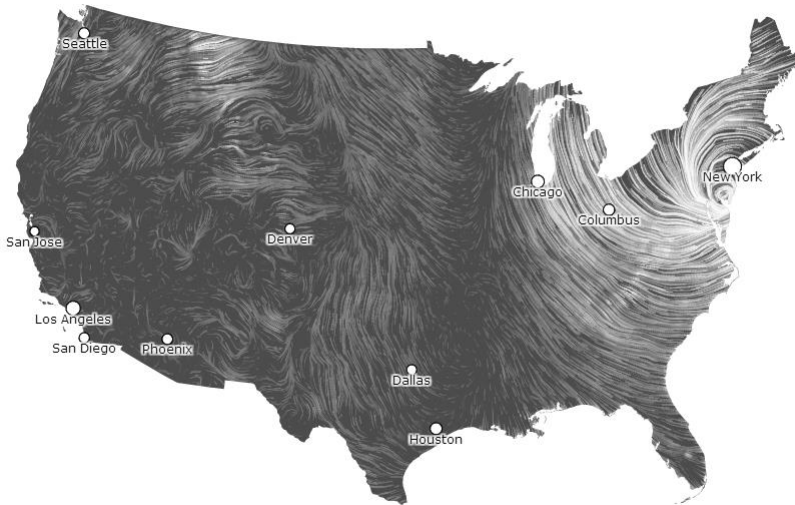 Seattle
New York
Chicago
Columbus
San Jose
Denver
Los Angeles
San Diego
Phoenix
Dallas
Houston